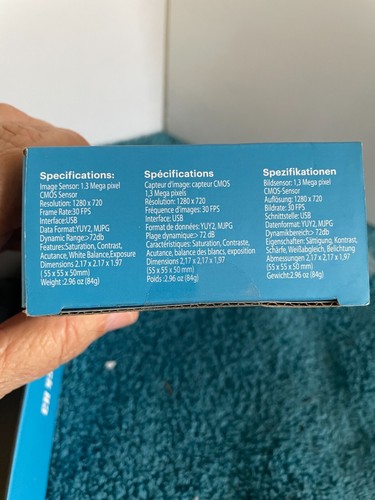 Specifications:
Image Sensor: 1,3 Mega pixel
CMOS Sensor
Resolution: 1280 x 720
Frame Rate:30 FPS
Interface:USB
Data Format:YUY2, MJPG
Dynamic Range:>72db
Features:Saturation, Contrast,
Acutance, White Balance,Exposure
Dimensions 2.17 x 2.17 x 1.97
( 55 x 55 x 50mm)
Weight :2.96 oz (84g)
Spécifications
Capteur d'image: capteur CMOS
1,3 Mega pixels
Résolution: 1280 x 720
Fréquence d'images: 30 FPS
Interface: USB
Format de données: YUY2, MJPG
Plage dynamique:> 72 dB
Caractéristiques: Saturation, Contraste,
Acutance, balance des blancs, exposition
Dimensions 2,17 x 2,17 x 1,97
(55 x 55 x 50 mm)
Poids :2.96 oz (84g)
Spezifikationen
Bildsensor: 1,3 Mega pixel
CMOS-Sensor
Auflösung: 1280 x 720
Bildrate: 30 FPS
Schnittstelle: USB
Datenformat: YUY2, MJPG
Dynamikbereich:> 72dB
Eigenschaften: Sättigung, Kontrast,
Schärfe, Weißabgleich, Belichtung
Abmessungen 2,17 x 2,17 x 1,97
(55 x 55 x 50 mm)
Gewicht:2.96 oz (84g)